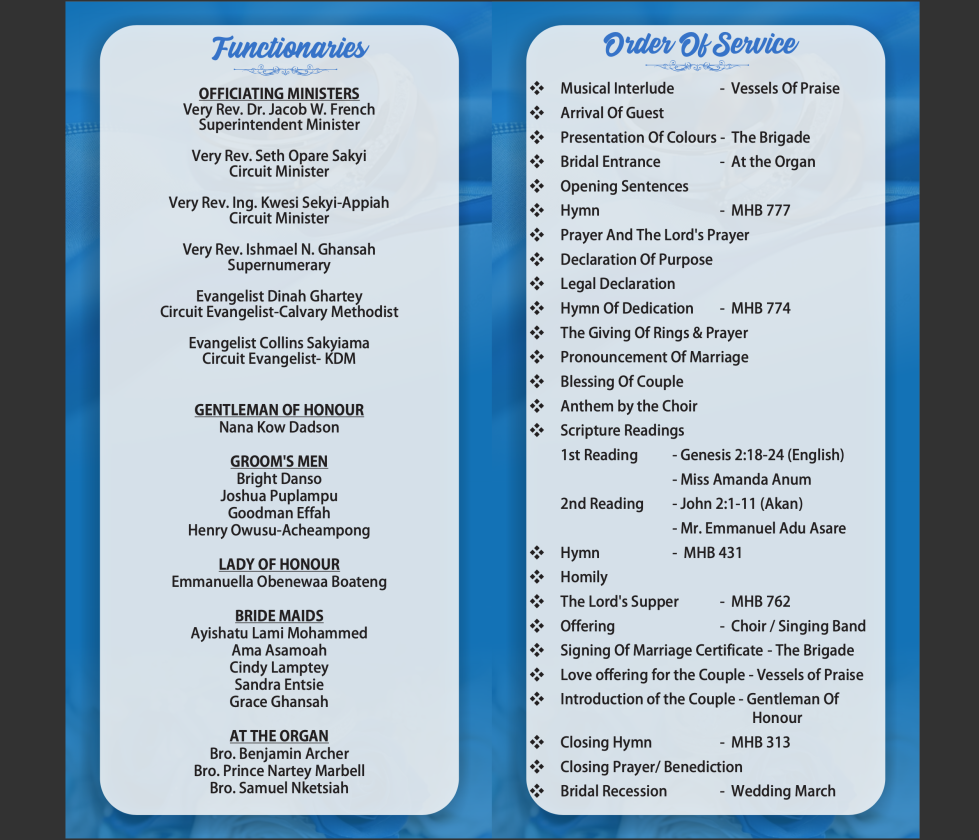 Functionaries
OFFICIATING MINISTERS
Very Rev. Dr. Jacob W. French
Superintendent Minister
Very Rev. Seth Opare Sakyi
Circuit Minister
Very Rev. Ing. Kwesi Sekyi-Appiah
Circuit Minister
Very Rev. Ishmael N. Ghansah
Supernumerary
Evangelist Dinah Ghartey
Circuit Evangelist-Calvary Methodist
Evangelist Collins Sakyiama
Circuit Evangelist- KDM
GENTLEMAN OF HONOUR
Nana Kow Dadson
GROOM'S MEN
Bright Danso
Joshua Puplampu
Goodman Effah
Henry Owusu-Acheampong
LADY OF HONOUR
Emmanuella Obenewaa Boateng
BRIDE MAIDS
Ayishatu Lami Mohammed
Ama Asamoah
Cindy Lamptey
Sandra Entsie
Grace Ghansah
AT THE ORGAN
Bro. Benjamin Archer
Bro. Prince Nartey Marbell
Bro. Samuel Nketsiah
Order Of Service
❖ Musical Interlude - Vessels Of Praise
❖ Arrival Of Guest
❖ Presentation Of Colours - The Brigade
❖ Bridal Entrance - At the Organ
❖ Opening Sentences
❖ Hymn - MHB 777
❖ Prayer And The Lord's Prayer
❖ Declaration Of Purpose
❖ Legal Declaration
❖ Hymn Of Dedication - MHB 774
❖ The Giving Of Rings & Prayer
❖ Pronouncement Of Marriage
❖ Blessing Of Couple
❖ Anthem by the Choir
❖ Scripture Readings
1st Reading - Genesis 2:18-24 (English)
- Miss Amanda Anum
2nd Reading - John 2:1-11 (Akan)
- Mr. Emmanuel Adu Asare
❖ Hymn - MHB 431
❖ Homily
❖ The Lord's Supper - MHB 762
❖ Offering - Choir / Singing Band
❖ Signing Of Marriage Certificate - The Brigade
❖ Love offering for the Couple - Vessels of Praise
❖ Introduction of the Couple - Gentleman Of
Honour
❖ Closing Hymn - MHB 313
❖ Closing Prayer/ Benediction
❖ Bridal Recession - Wedding March